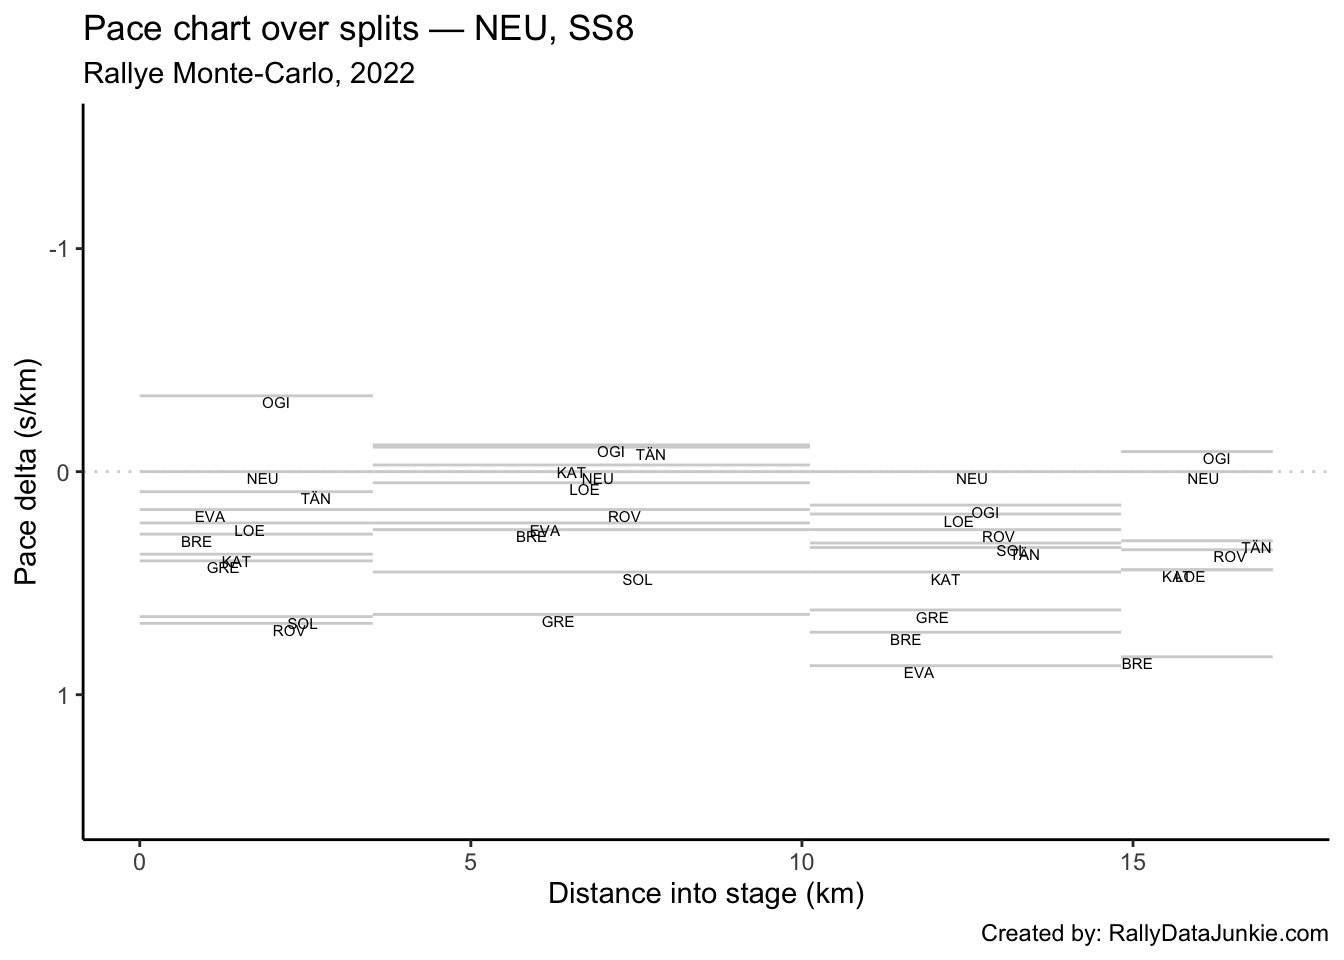 Pace chart over splits — NEU, SS8
Rallye Monte-Carlo, 2022
Pace delta (s/km)
-1
0
1
OGI
NEU
TÄN
EVA
LOE
BRE
KAT
GRE
SOL
ROV
OGI
TÄN
KAT
NEU
LOE
ROV
EVA
BRE
SOL
GRE
NEU
OGI
LOE
ROV
SOL
TÄN
KAT
GRE
BRE
EVA
OGI
NEU
TÄN
ROV
KAT
LOE
BRE
0 5 10 15
Distance into stage (km)
Created by: RallyDataJunkie.com